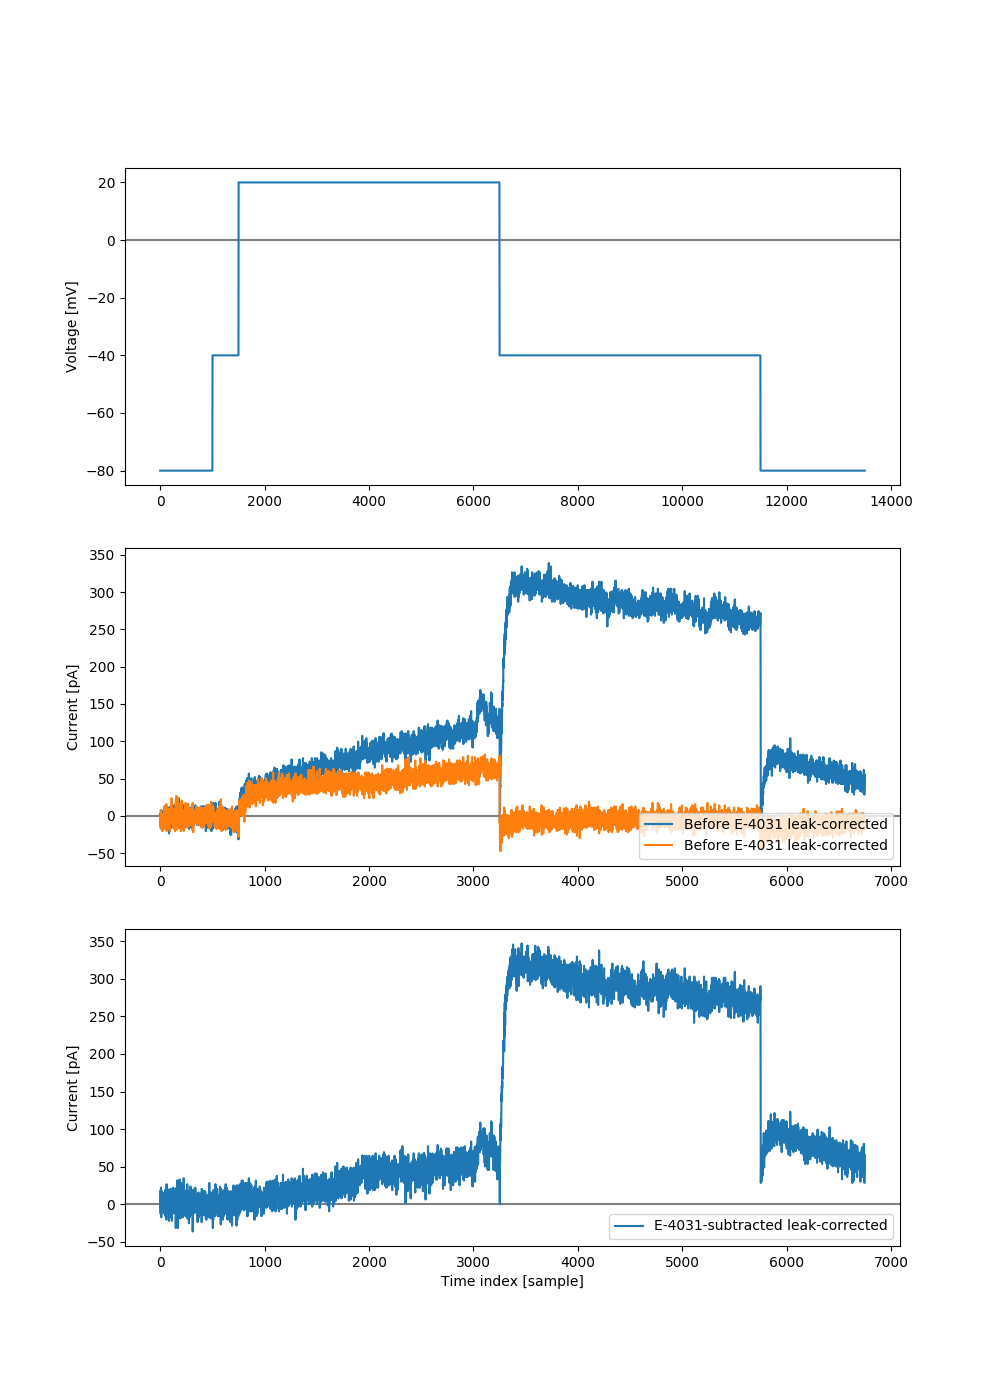 Voltage [mV]
20
0
−20
−40
−60
−80
0 2000 4000 6000 8000 10000 12000 14000
Current [pA]
350
300
250
200
150
100
50
0
−50
Before E-4031 leak-corrected
Before E-4031 leak-corrected
0 1000 2000 3000 4000 5000 6000 7000
Current [pA]
350
300
250
200
150
100
50
0
−50
E-4031-subtracted leak-corrected
0 1000 2000 3000 4000 5000 6000 7000
Time index [sample]